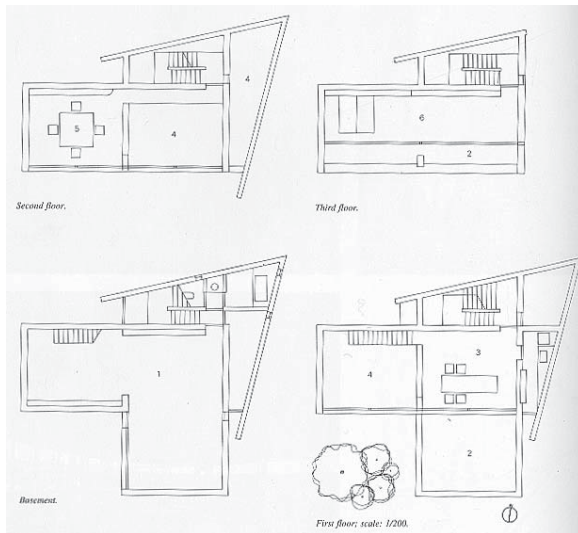 4
5
4
Second floor.
6
2
Third floor.
1
Basement.
3
4
2
First floor; scale: 1/200.